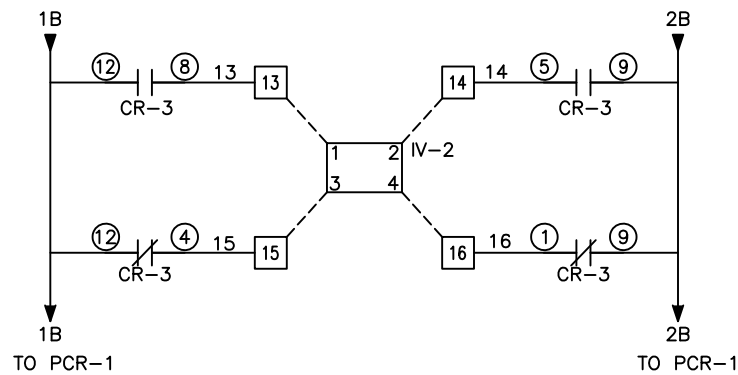 1B 2B
12 8 13 13 14 14 5 9
CR-3 CR-3
1 2 IV-2
3 4
12 4 15 15 16 16 1 9
CR-3 CR-3
1B 2B
TO PCR-1 TO PCR-1